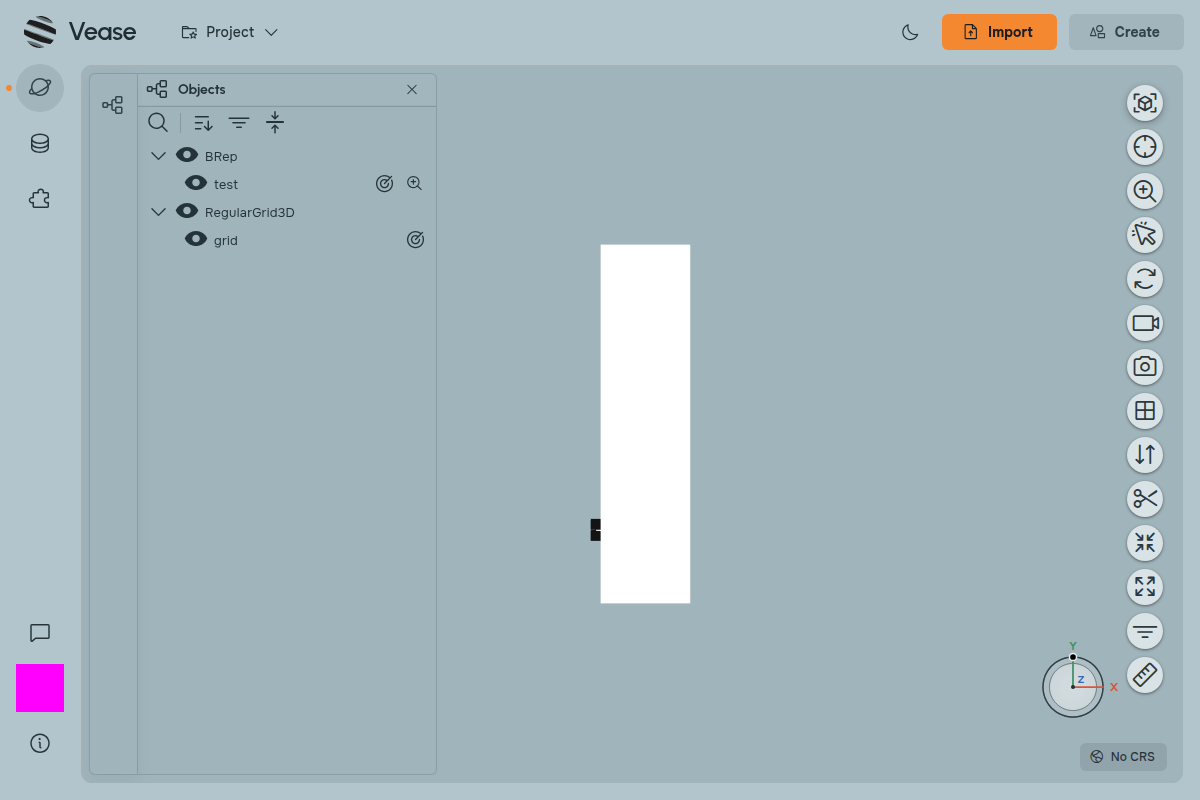 Vease
Project
Import
Create
Objects
BRep
test
RegularGrid3D
grid
Y
Z
X
No CRS